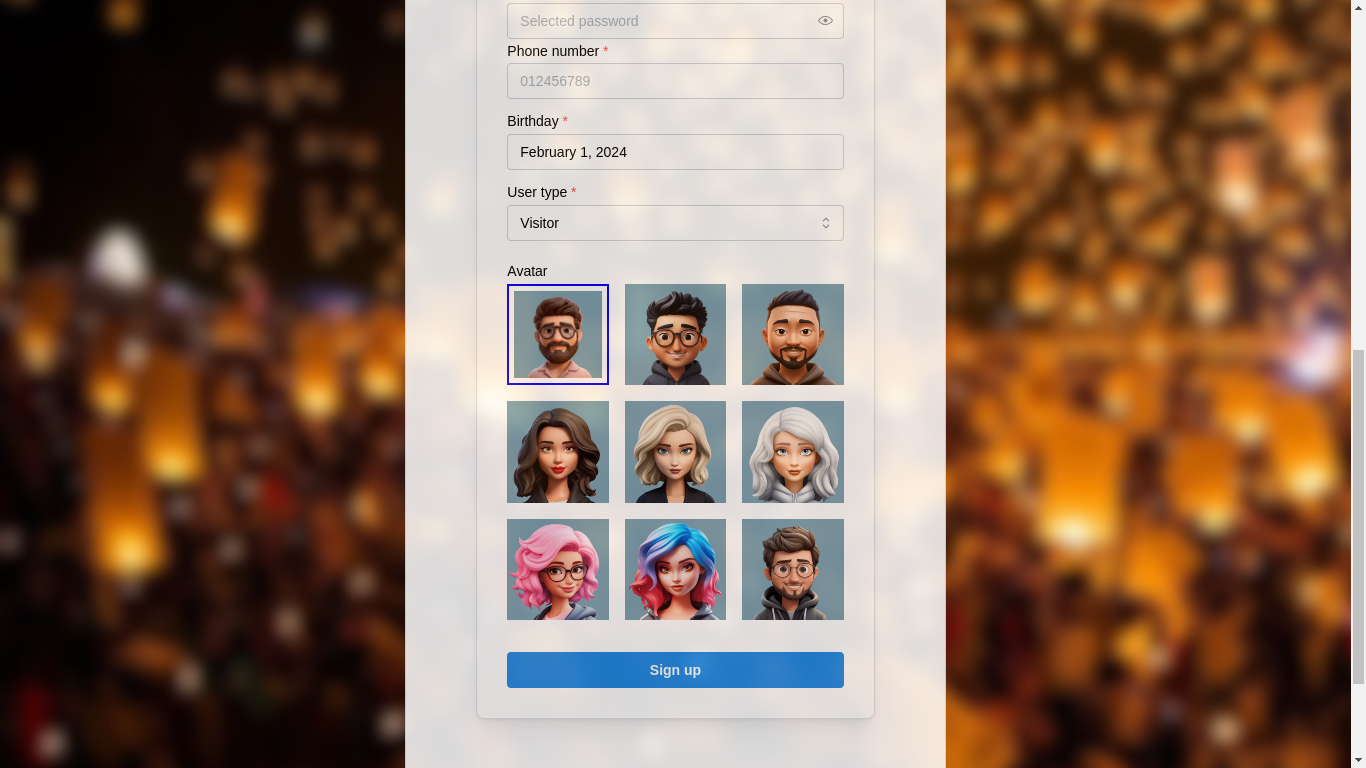 Selected password
Phone number *
012456789
Birthday *
February 1, 2024
User type *
Visitor
Avatar
Sign up